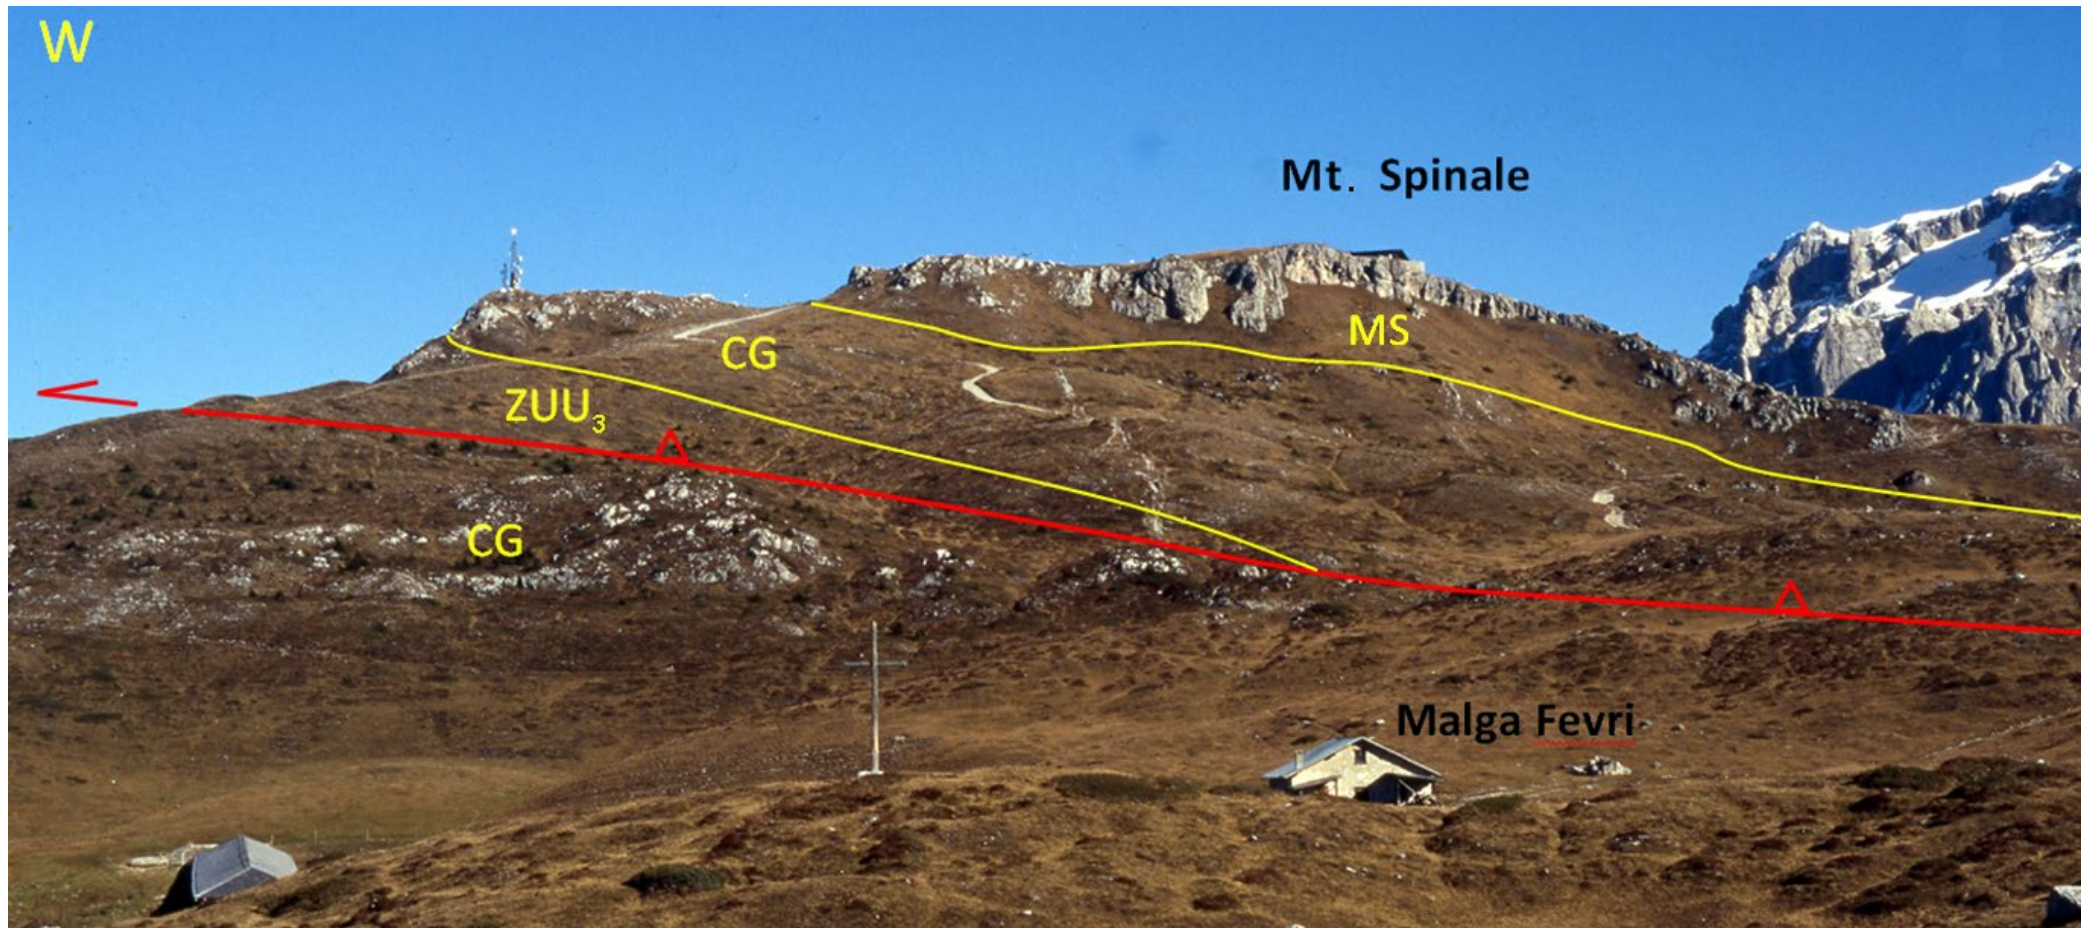 W
Mt. Spinale
MS
CG
ZUU₃
CG
Malga Fevri